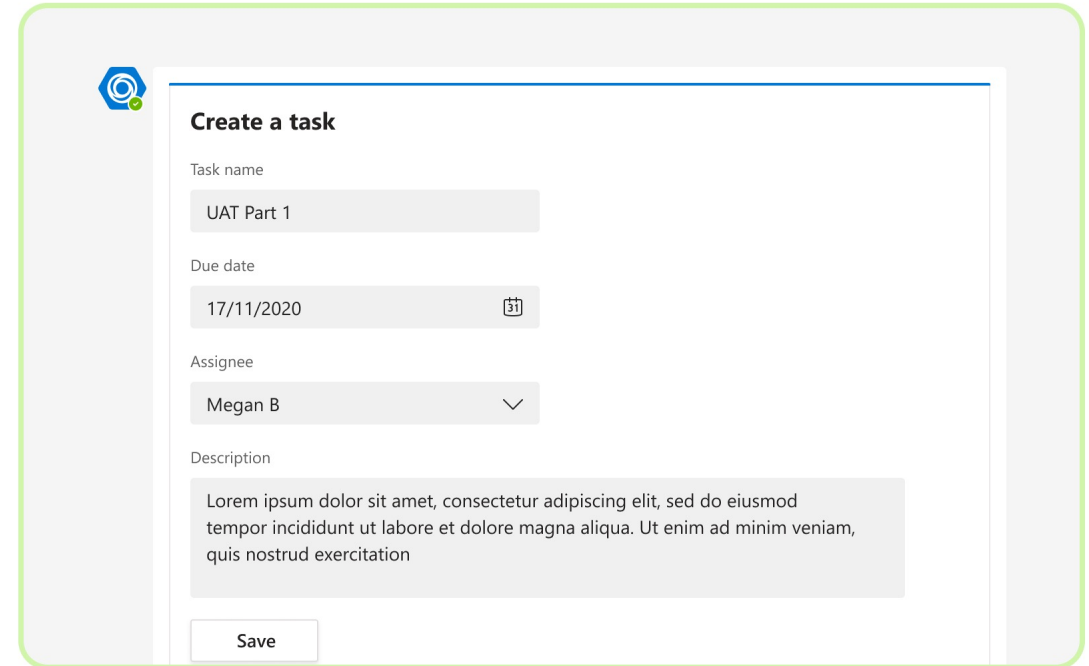 Create a task
Task name
UAT Part 1
Due date
17/11/2020
31
Assignee
Megan B
Description
Lorem ipsum dolor sit amet, consectetur adipiscing elit, sed do eiusmod
tempor incididunt ut labore et dolore magna aliqua. Ut enim ad minim veniam,
quis nostrud exercitation
Save